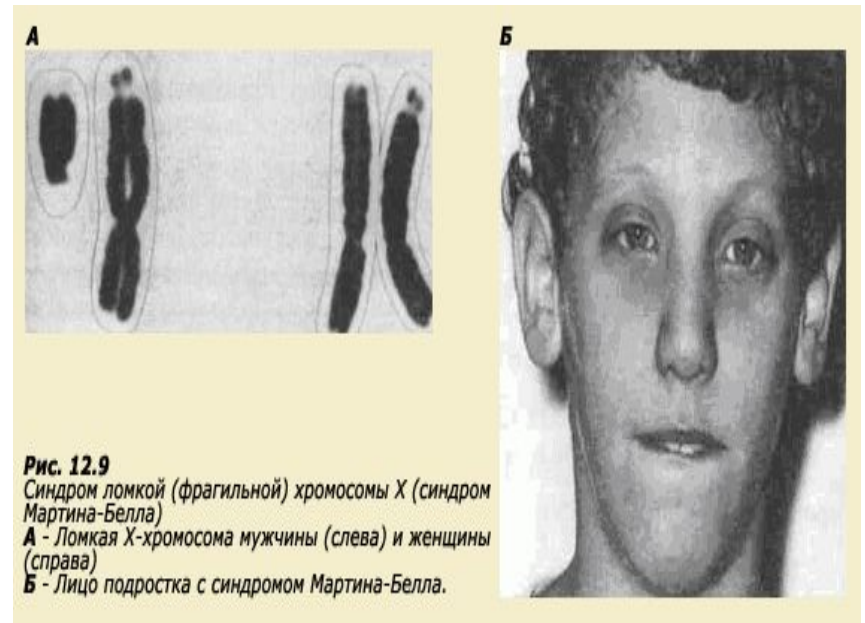 А
Б
Рис. 12.9
Синдром ломкой (фрагильной) хромосомы X (синдром
Мартина-Белла)
А - Ломкая X-хромосома мужчины (слева) и женщины
(справа)
Б - Лицо подростка с синдромом Мартина-Белла.